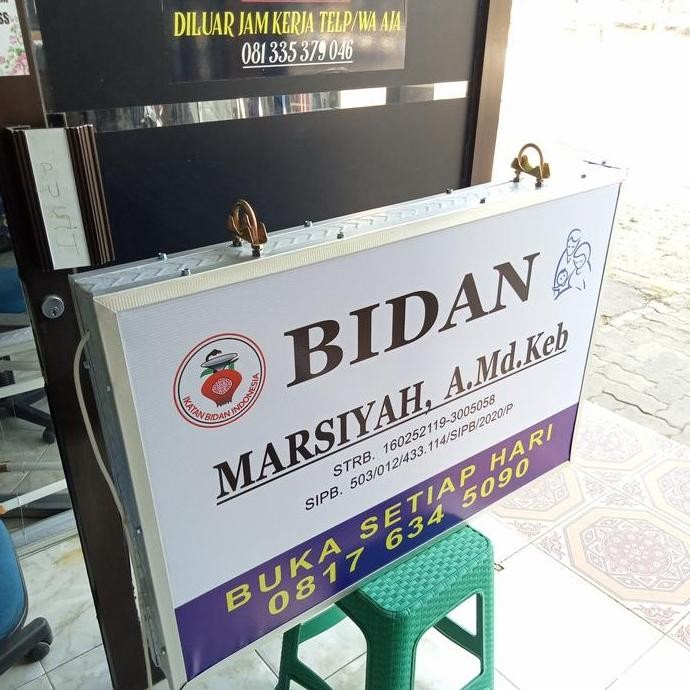 DILUAR JAM KERJA TELP/WA AJA
081 335 379 046
SS
BIDAN
IKATAN BIDAN INDONESIA
MARSIYAH, A.Md.Keb
STRB. 160252119-3005058
SIPB. 503/012/433.114/SIPB/2020/P
BUKA SETIAP HARI
0817 634 5090